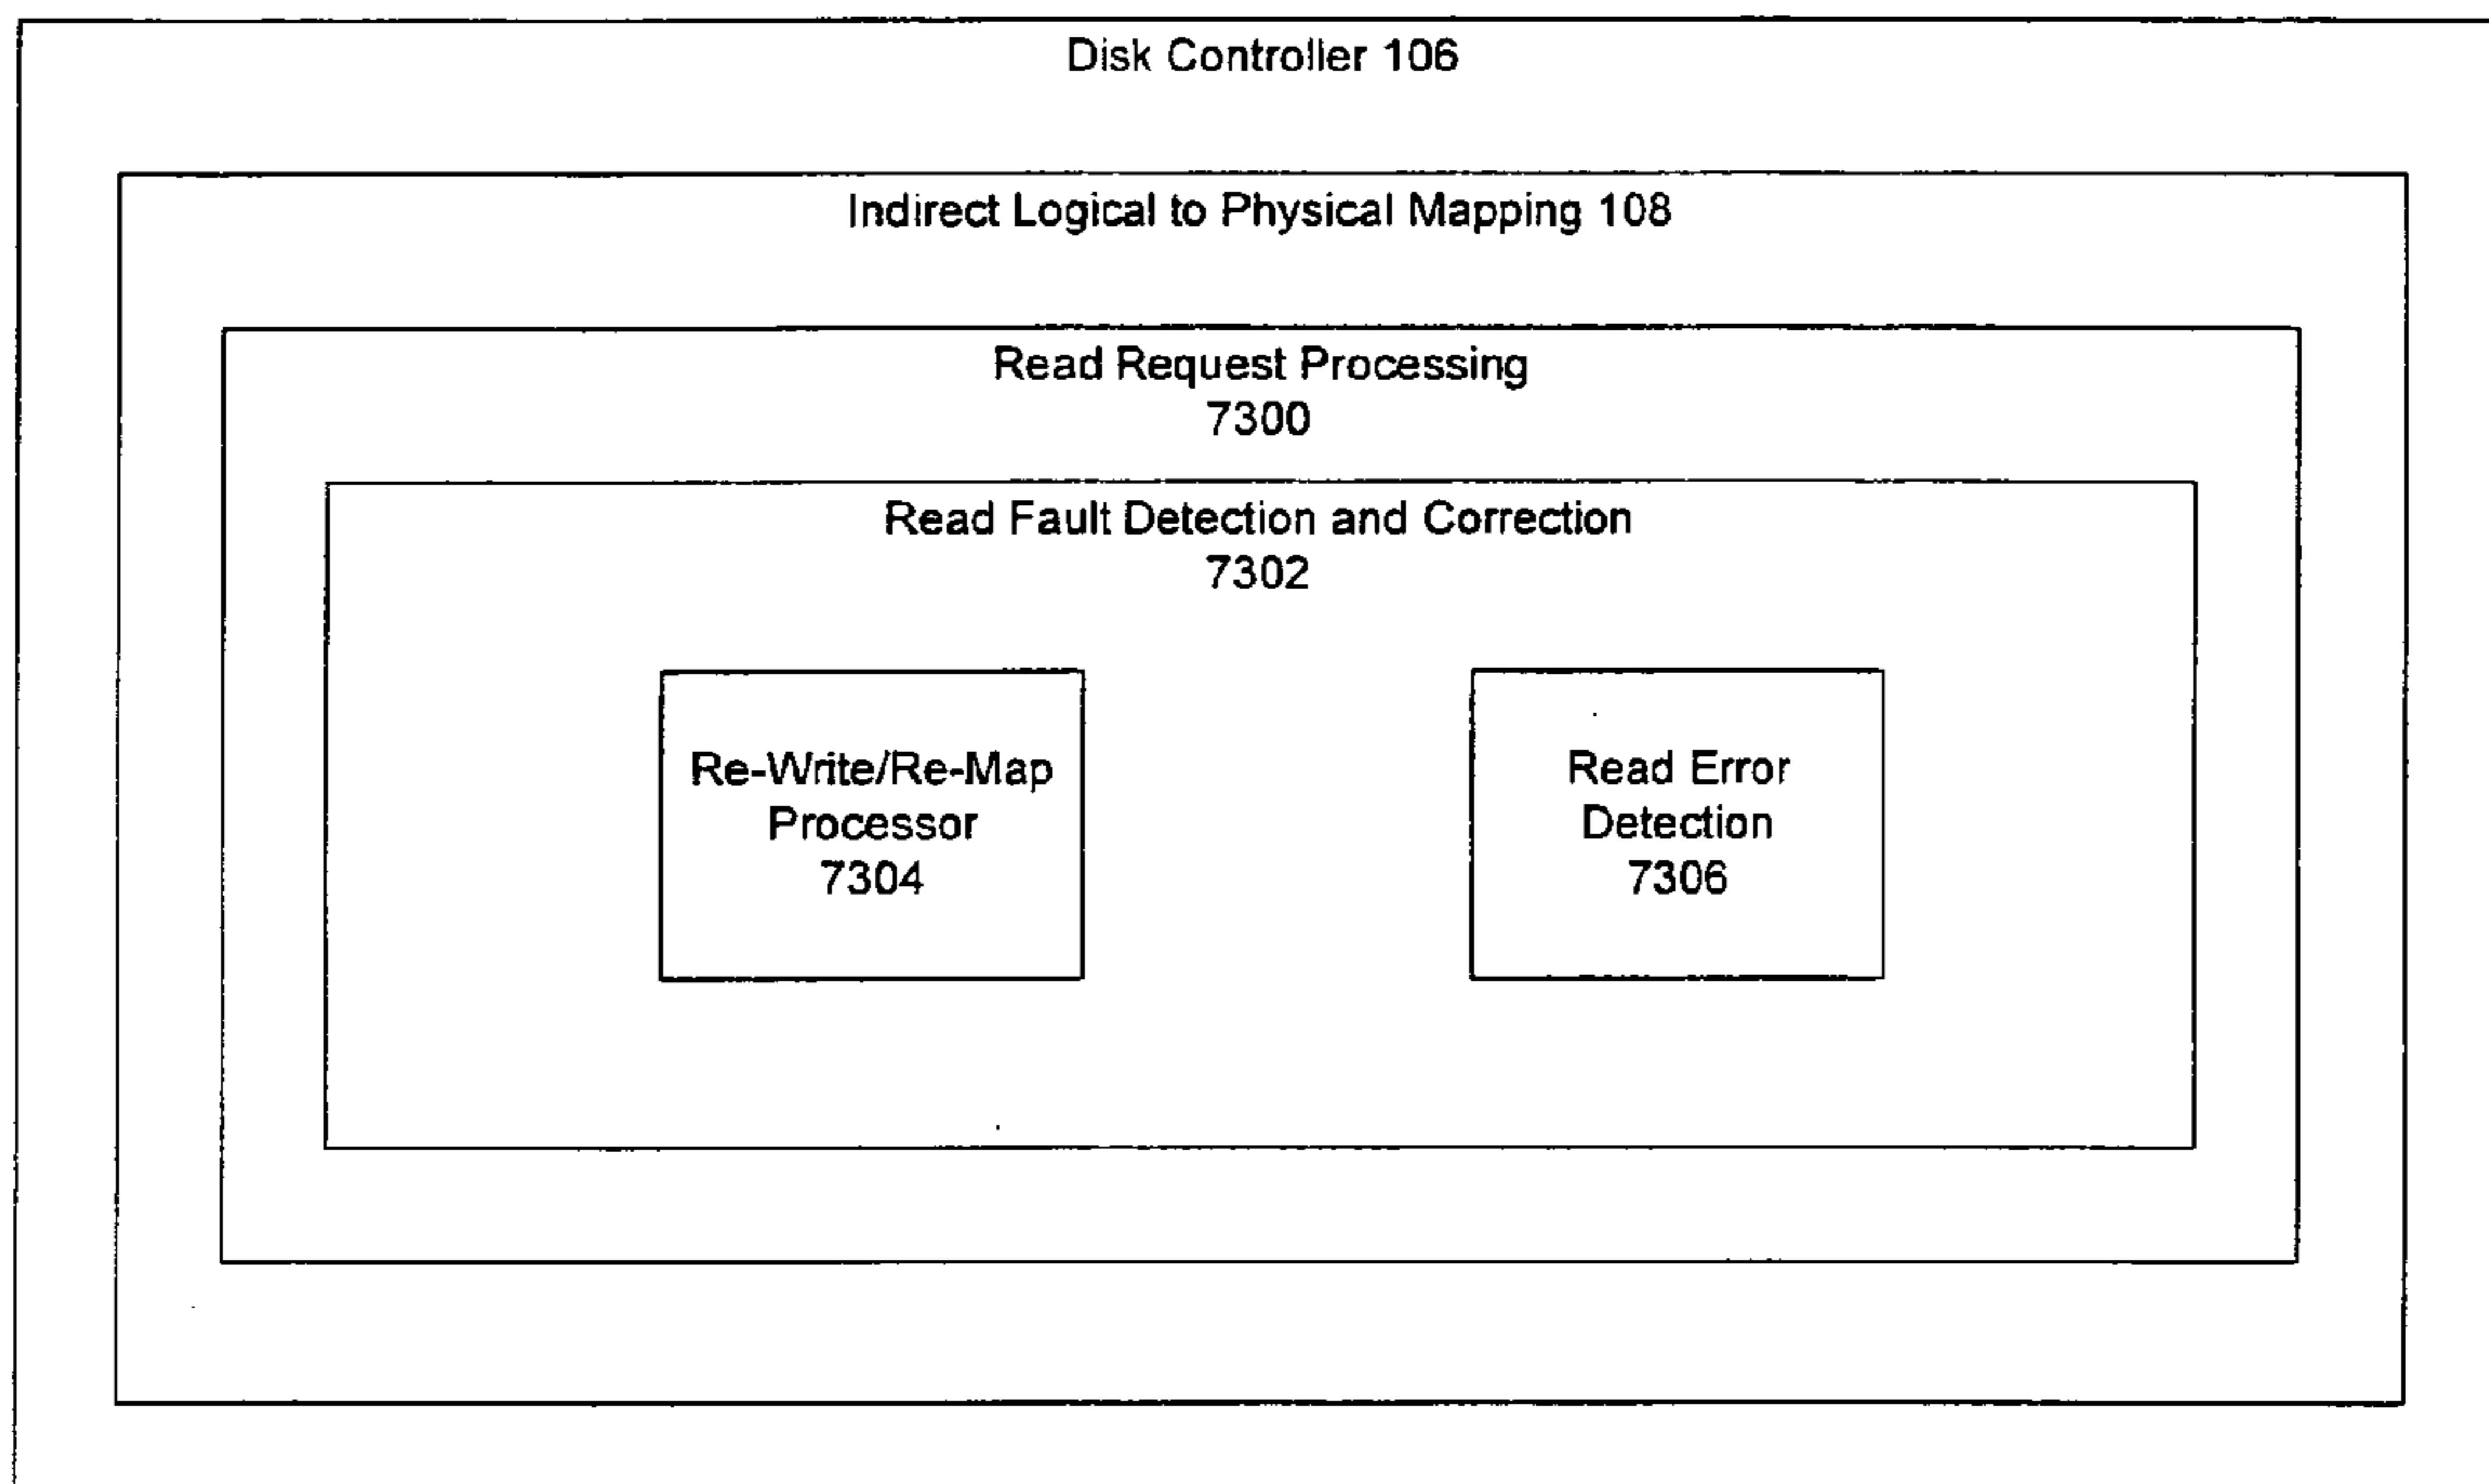 Disk Controller 106
Indirect Logical to Physical Mapping 108
Read Request Processing
7300
Read Fault Detection and Correction
7302
Re-Write/Re-Map
Processor
7304
Read Error
Detection
7306